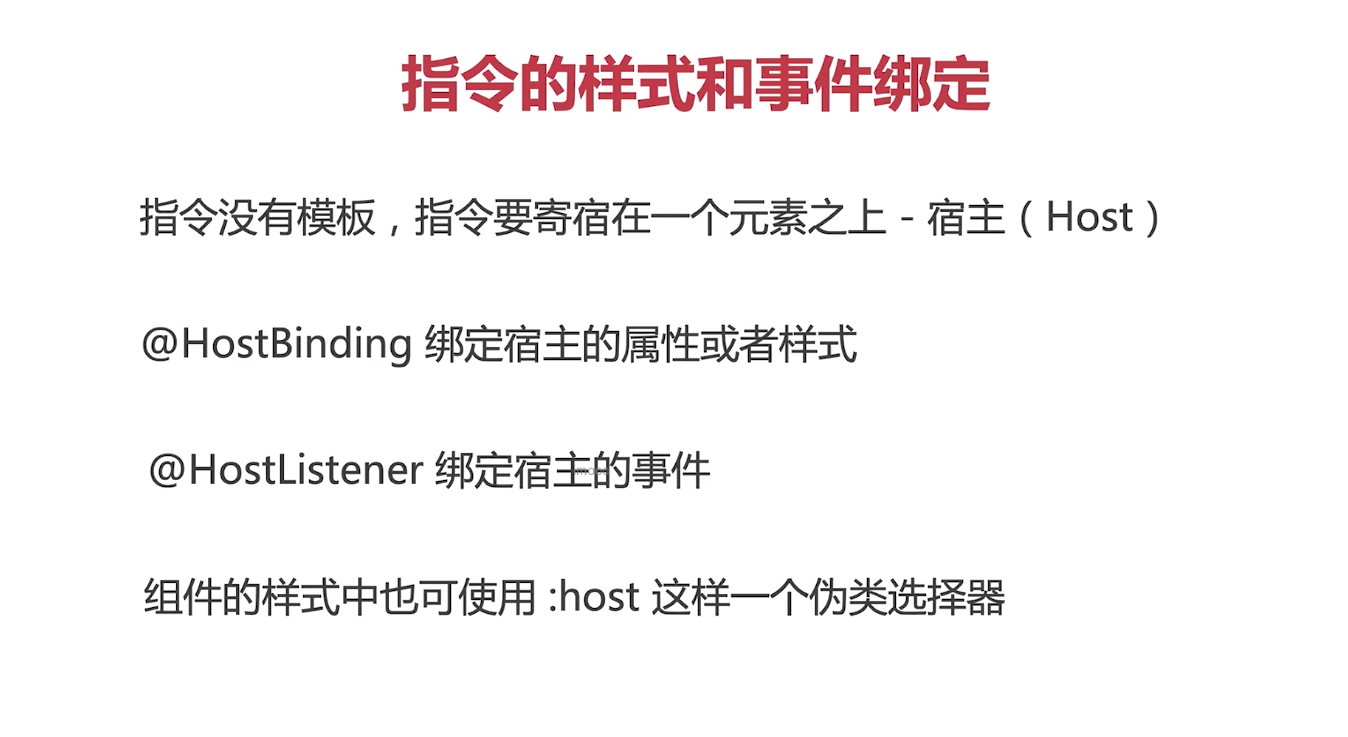 指令的样式和事件绑定
指令没有模板，指令要寄宿在一个元素之上 - 宿主（Host）
@HostBinding 绑定宿主的属性或者样式
@HostListener 绑定宿主的事件
组件的样式中也可使用 :host 这样一个伪类选择器